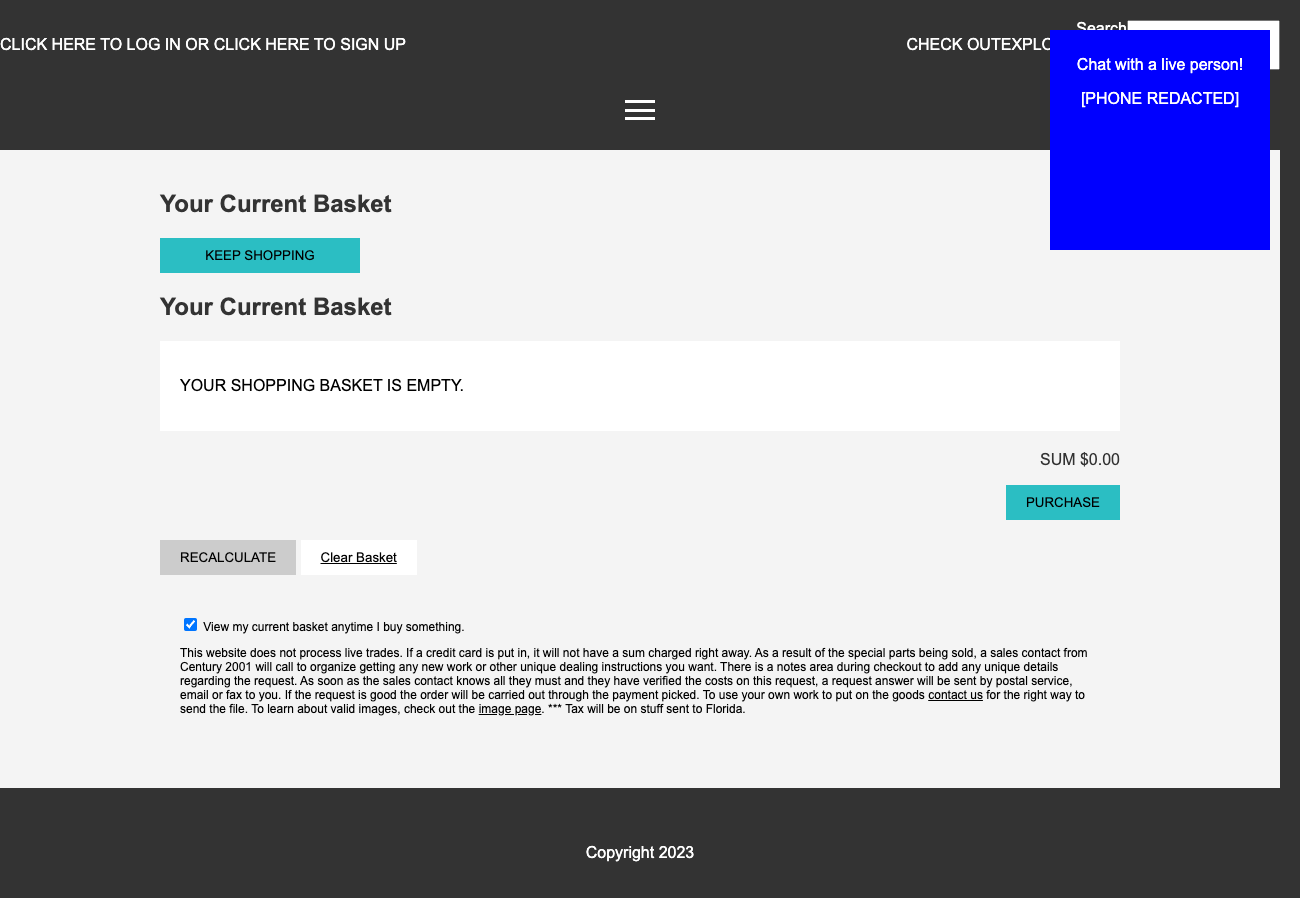 CLICK HERE TO LOG IN OR CLICK HERE TO SIGN UP
CHECK OUT
Search
Chat with a live person!
[PHONE REDACTED]
Your Current Basket
KEEP SHOPPING
Your Current Basket
YOUR SHOPPING BASKET IS EMPTY.
SUM $0.00
PURCHASE
RECALCULATE Clear Basket
View my current basket anytime I buy something.
This website does not process live trades. If a credit card is put in, it will not have a sum charged right away. As a result of the special parts being sold, a sales contact from
Century 2001 will call to organize getting any new work or other unique dealing instructions you want. There is a notes area during checkout to add any unique details
regarding the request. As soon as the sales contact knows all they must and they have verified the costs on this request, a request answer will be sent by postal service,
email or fax to you. If the request is good the order will be carried out through the payment picked. To use your own work to put on the goods contact us for the right way to
send the file. To learn about valid images, check out the image page. *** Tax will be on stuff sent to Florida.
Copyright 2023